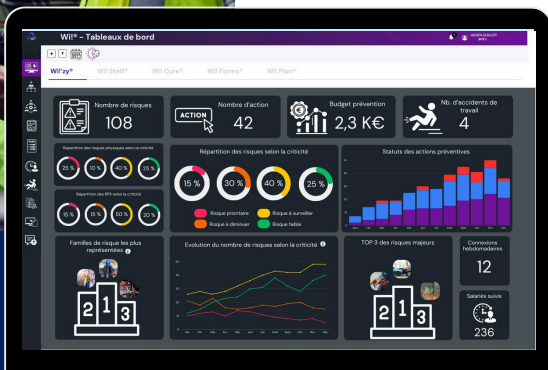 Wil® - Tableaux de bord
JULIEN GUILLOT
Wil'zy®
Wil Staff®
Wil Cure®
Wil Forms®
Wil Plan®
Nombre de risques
108
ACTION
Nombre d'action
42
Budget prévention
2,3 K€
Nb. d'accidents de
travail
4
Répartition des risques physiques selon la criticité
25 %
10 %
40 %
25 %
Répartition des RPS selon la criticité
15 %
15 %
50 %
20 %
Répartition des risques selon la criticité
15 %
30 %
40 %
25 %
Risque prioritaire
Risque à surveiller
Risque à diminuer
Risque faible
Statuts des actions préventives
Familles de risque les plus
représentées
2 1 3
Evolution du nombre de risques selon la criticité
TOP 3 des risques majeurs
2 1 3
Connexions
hebdomadaires
12
Salariés suivis
236